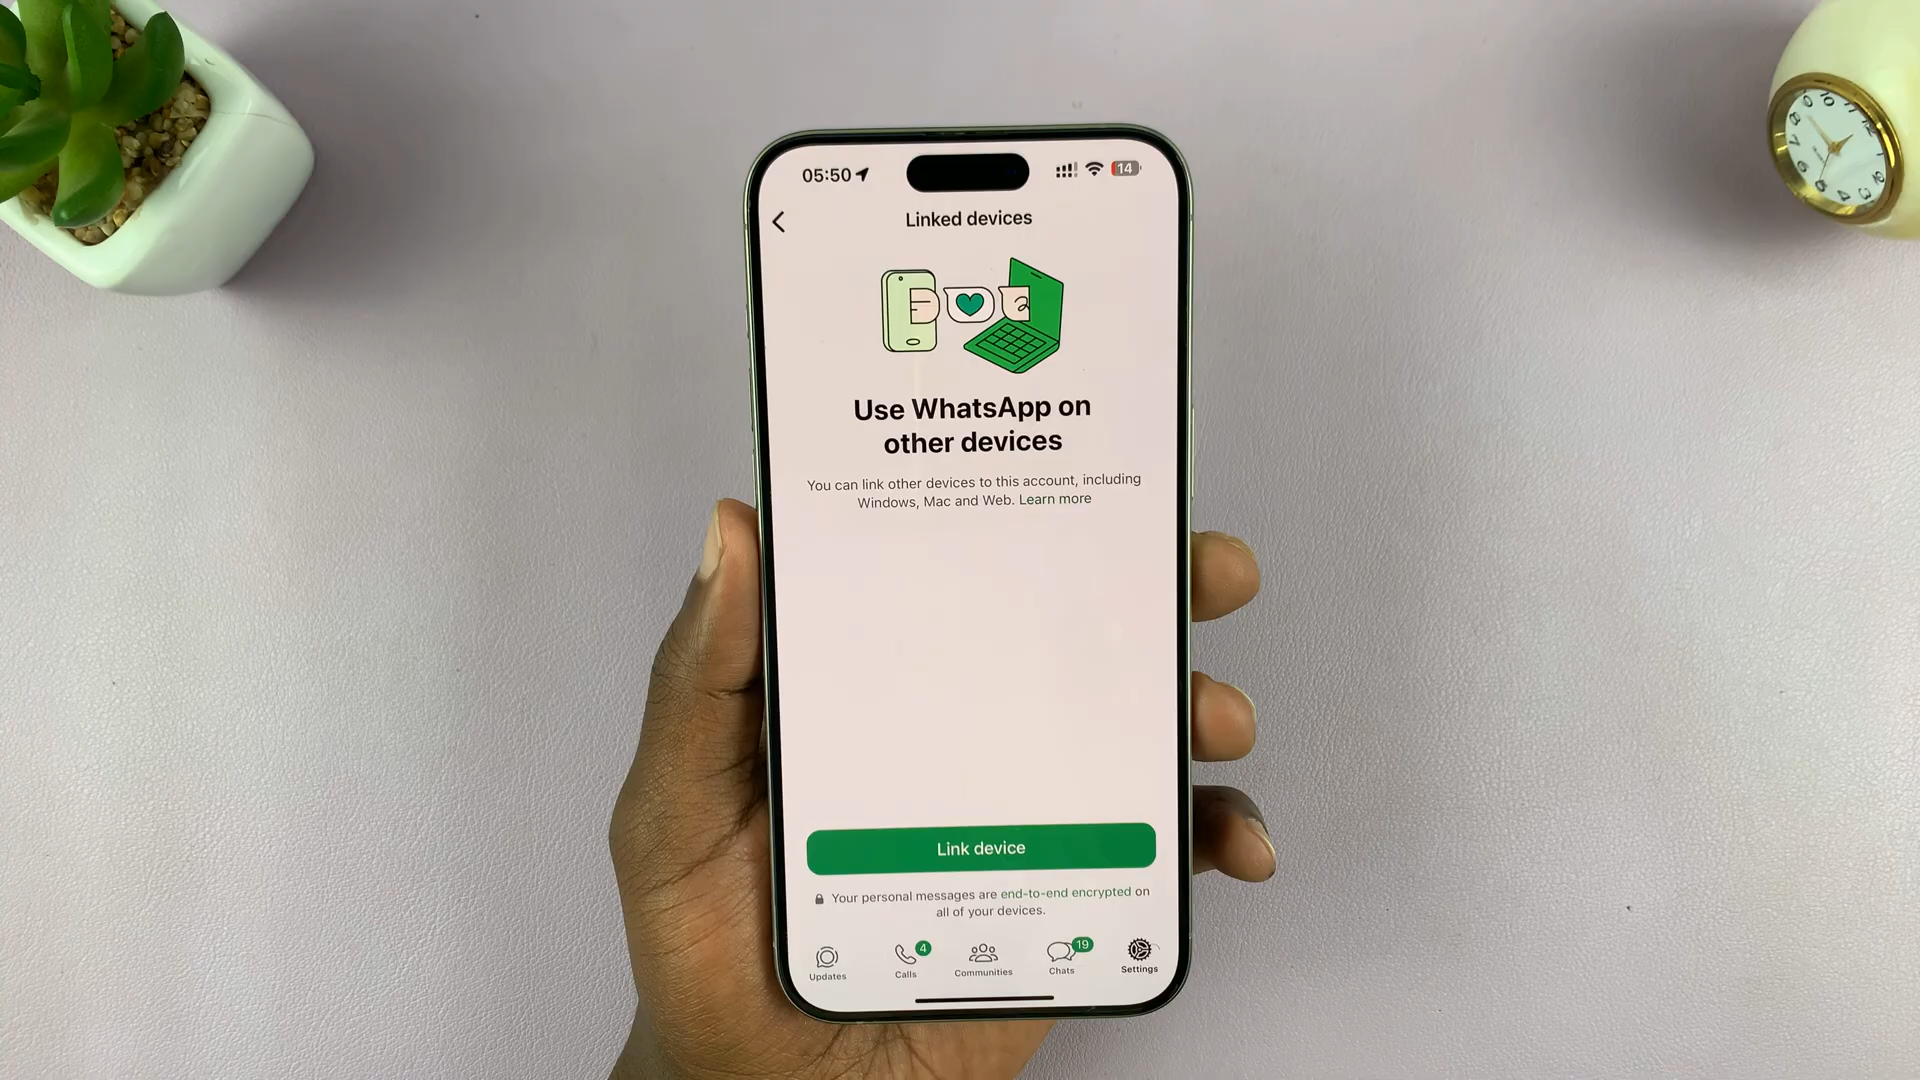 05:50
14
Linked devices
Use WhatsApp on
other devices
You can link other devices to this account, including
Windows, Mac and Web. Learn more
Link device
Your personal messages are end-to-end encrypted on
all of your devices.
4
19
Updates
Calls
Communities
Chats
Settings